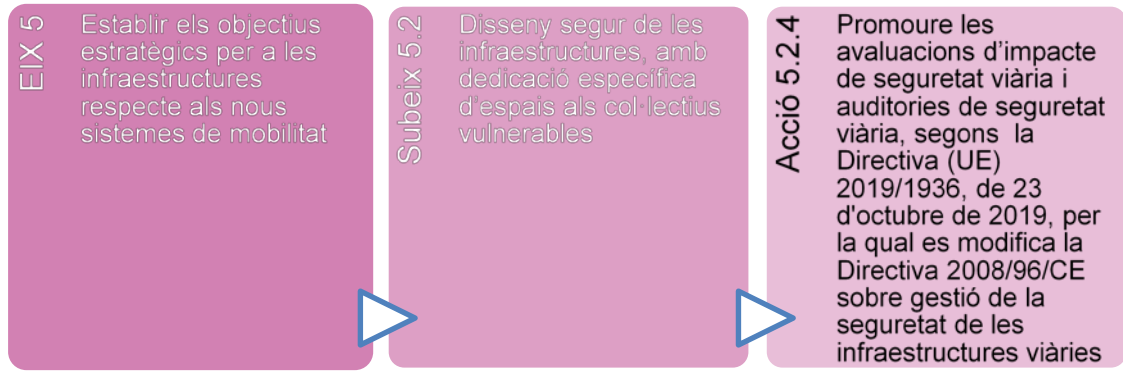 EIX 5
Establir els objectius
estratègics per a les
infraestructures
respecte als nous
sistemes de mobilitat
Subeix 5.2
Disseny segur de les
infraestructures, amb
dedicació específica
d'espais als col·lectius
vulnerables
Acció 5.2.4
Promoure les
avaluacions d’impacte
de seguretat viària i
auditories de seguretat
viària, segons la
Directiva (UE)
2019/1936, de 23
d'octubre de 2019, per
la qual es modifica la
Directiva 2008/96/CE
sobre gestió de la
seguretat de les
infraestructures viàries